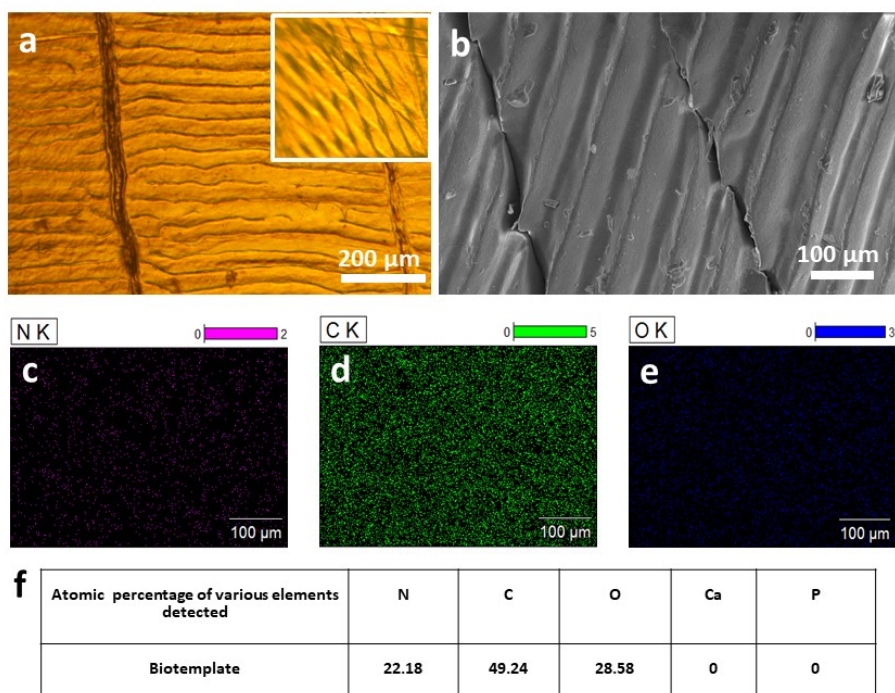 a
b
200 µm
100 µm
N K
0
2
C K
0
5
O K
0
3
c
d
e
100 µm
100 µm
100 µm
f
Atomic percentage of various elements detected N C O Ca P
Biotemplate 22.18 49.24 28.58 0 0